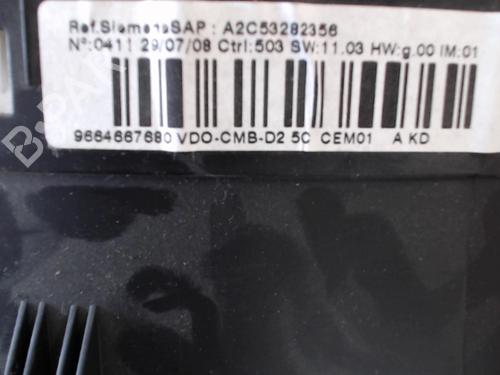 Ref.SiemensSAP : A2C53282356
Nº:0411 29/07/08 Ctrl:503 SW:11.03 HW:g.00 IM:01
9664667680 VDO-CMB-D2 5C CEM01 A KD